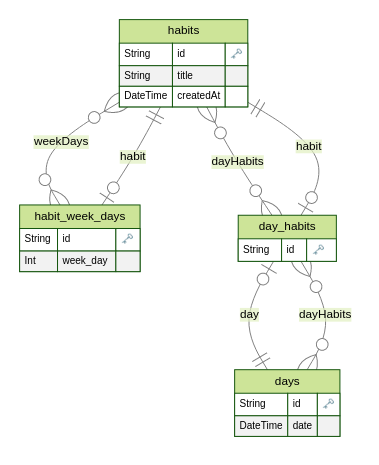 habits
String id
String title
DateTime createdAt
weekDays
habit
dayHabits
habit
habit_week_days
String id
Int week_day
day_habits
String id
day
dayHabits
days
String id
DateTime date